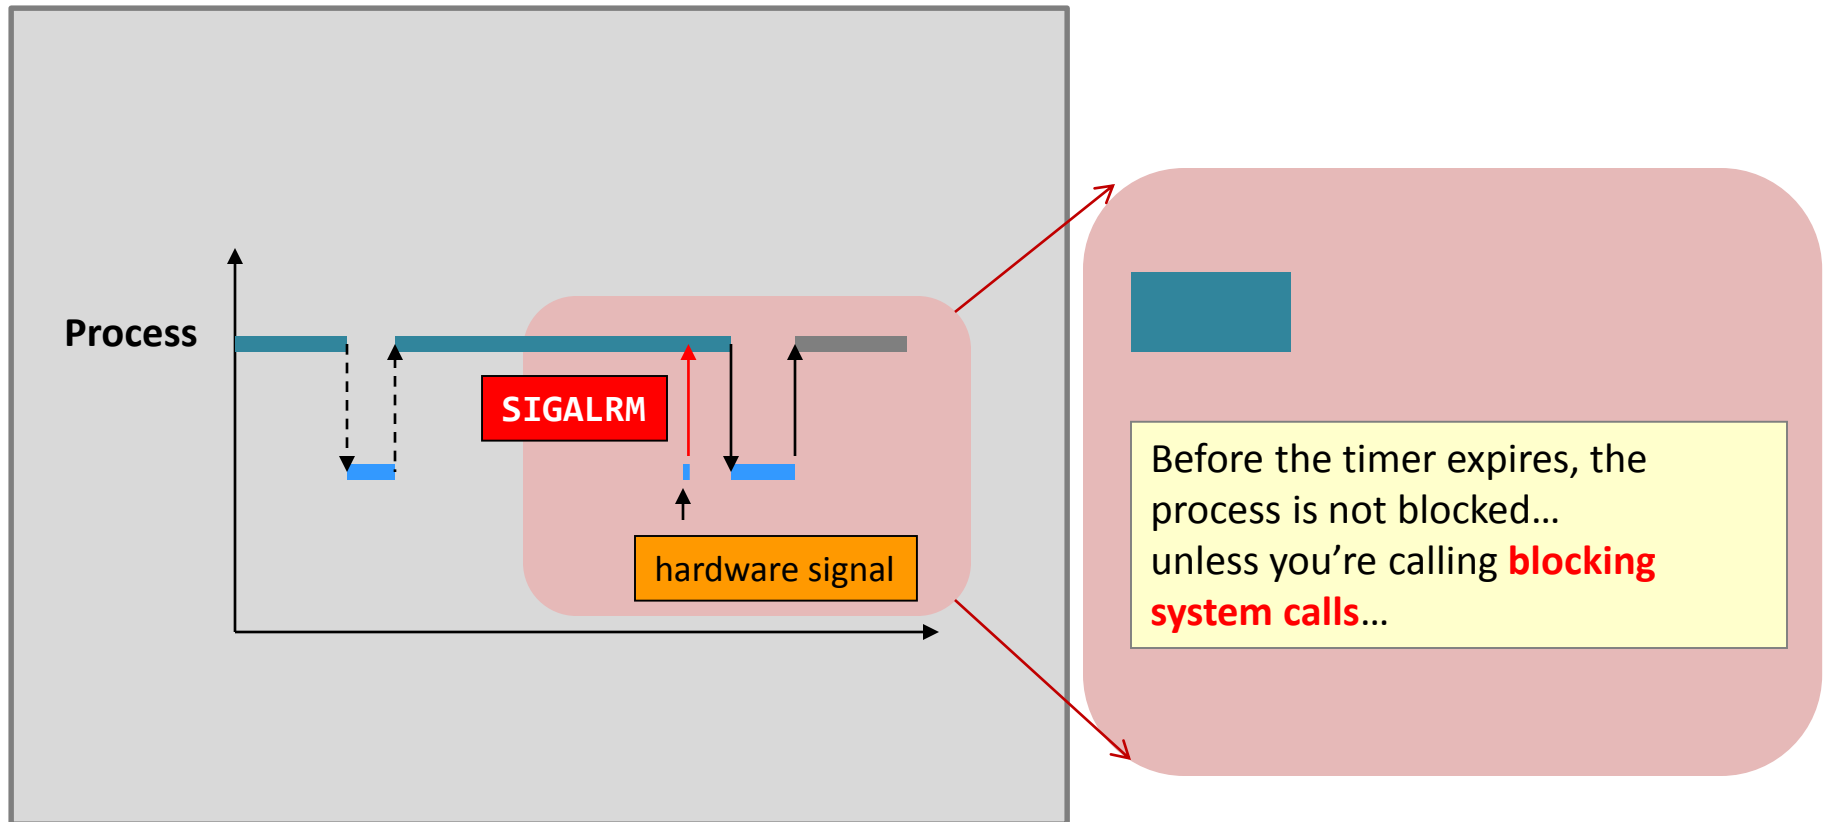 Process
SIGALRM
hardware signal
Before the timer expires, the
process is not blocked…
unless you’re calling blocking
system calls…